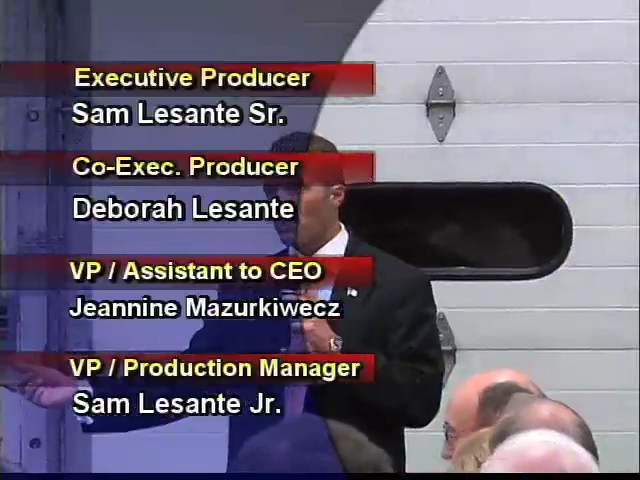 Executive Producer
Sam Lesante Sr.
Co-Exec. Producer
Deborah Lesante
VP / Assistant to CEO
Jeannine Mazurkiwecz
VP / Production Manager
Sam Lesante Jr.